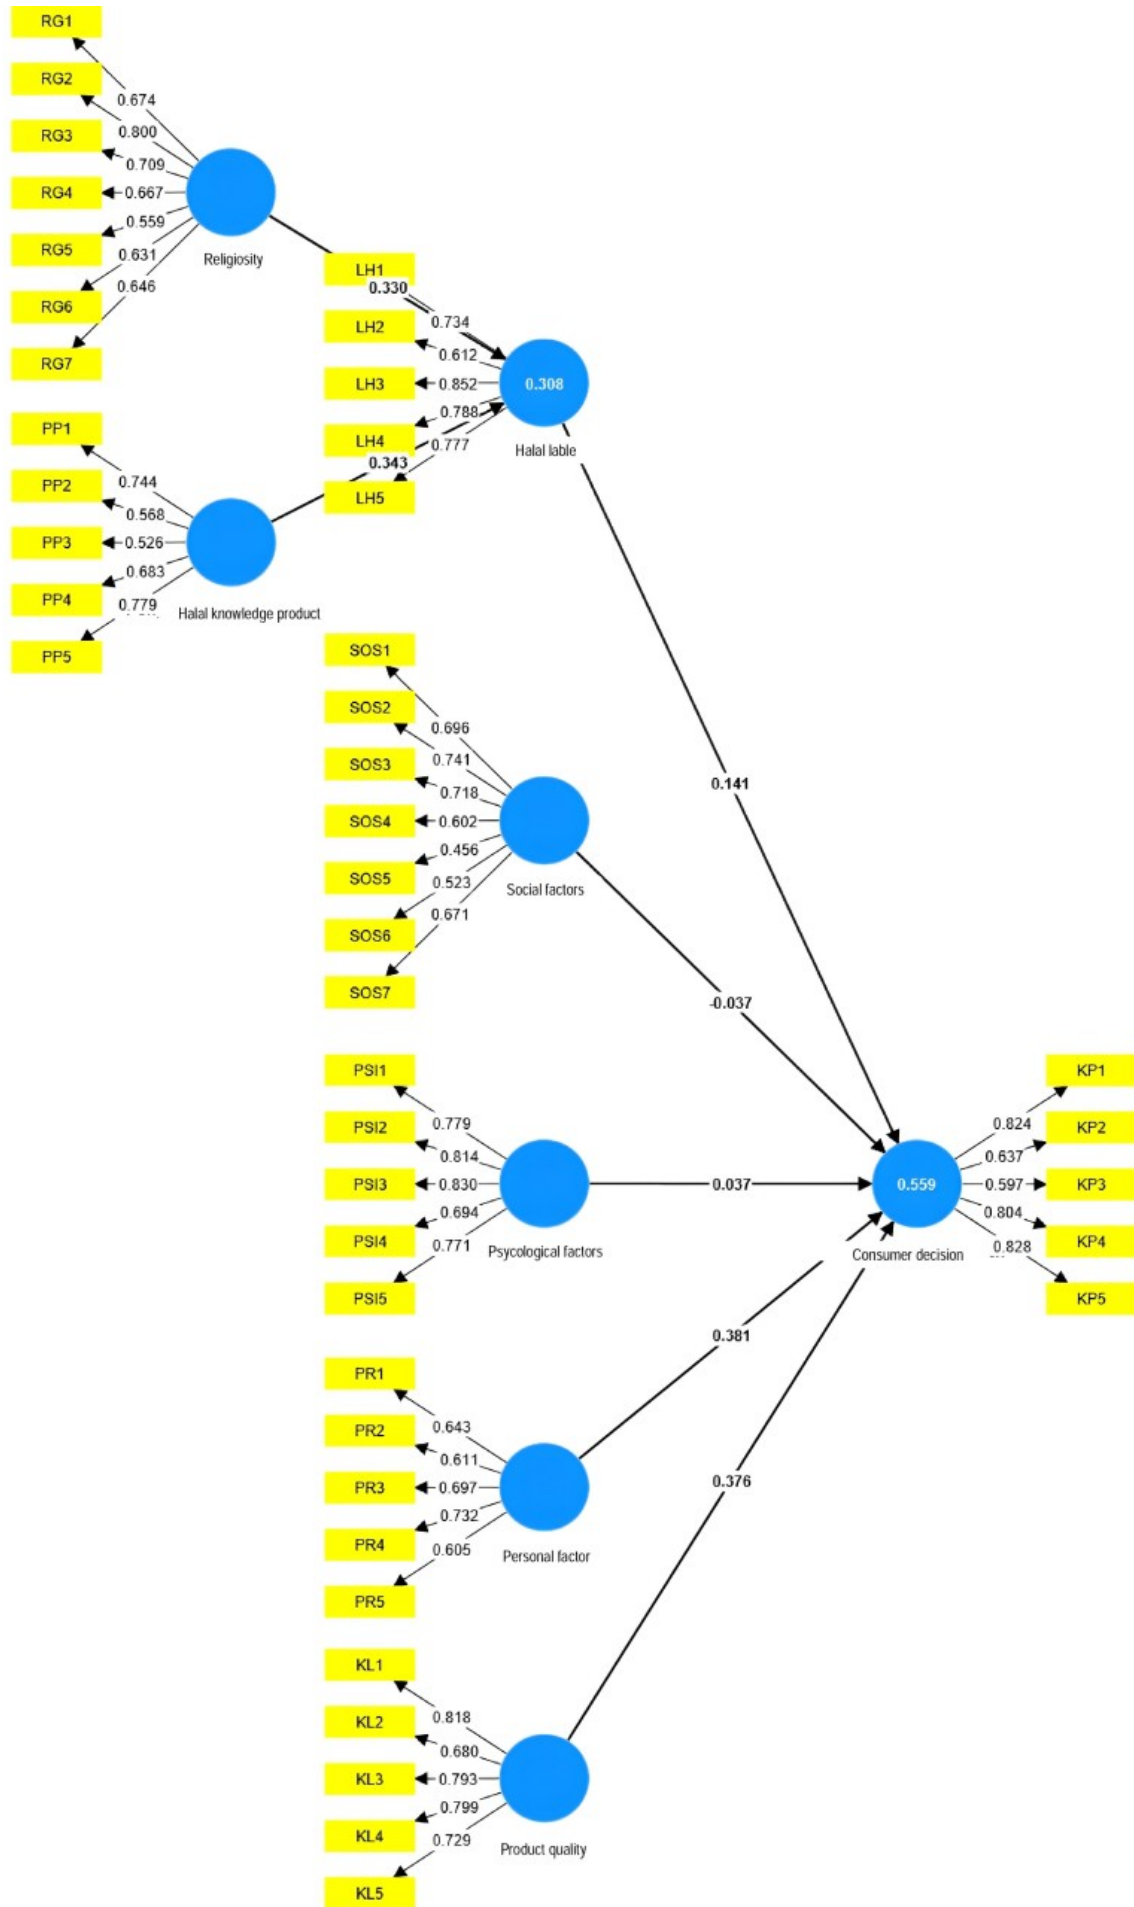 RG1
RG2
RG3
RG4
RG5
RG6
RG7
0.674
0.800
0.709
0.667
0.559
0.631
0.646
Religiosity
PP1
PP2
PP3
PP4
PP5
0.744
0.568
0.526
0.683
0.779
Halal knowledge product
0.330
0.343
LH1
LH2
LH3
LH4
LH5
0.734
0.612
0.852
0.788
0.777
0.308
Halal lable
0.141
SOS1
SOS2
SOS3
SOS4
SOS5
SOS6
SOS7
0.696
0.741
0.718
0.602
0.456
0.523
0.671
Social factors
-0.037
PSI1
PSI2
PSI3
PSI4
PSI5
0.779
0.814
0.830
0.694
0.771
Psycological factors
0.037
0.559
Consumer decision
0.824
0.637
0.597
0.804
0.828
KP1
KP2
KP3
KP4
KP5
PR1
PR2
PR3
PR4
PR5
0.643
0.611
0.697
0.732
0.605
Personal factor
0.381
KL1
KL2
KL3
KL4
KL5
0.818
0.680
0.793
0.799
0.729
Product quality
0.376